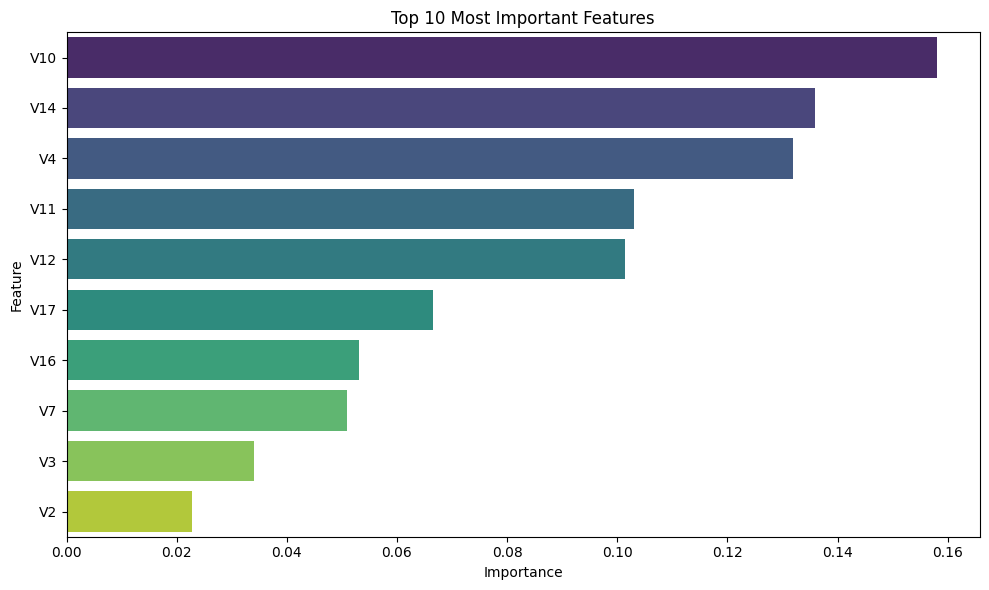 Top 10 Most Important Features
V10
V14
V4
V11
V12
V17
V16
V7
V3
V2
Feature
0.00 0.02 0.04 0.06 0.08 0.10 0.12 0.14 0.16
Importance